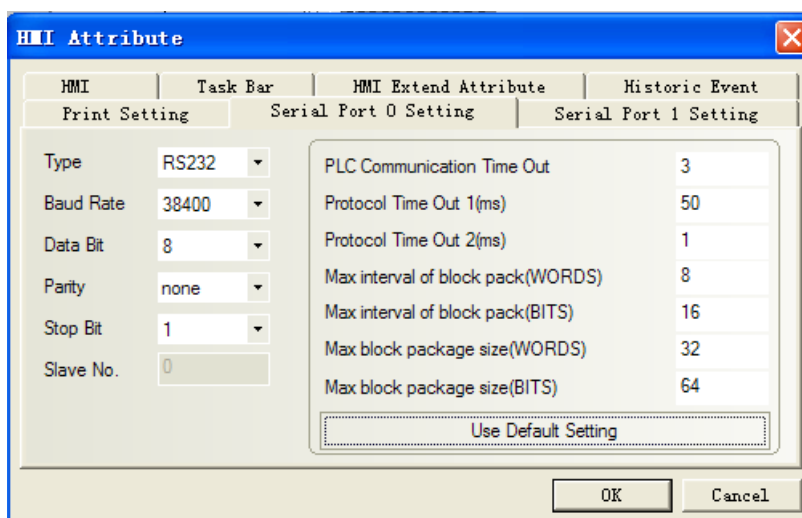 HMI Attribute
HMI Task Bar HMI Extend Attribute Historic Event
Print Setting Serial Port 0 Setting Serial Port 1 Setting
Type RS232
Baud Rate 38400
Data Bit 8
Parity none
Stop Bit 1
Slave No. 0
PLC Communication Time Out 3
Protocol Time Out 1(ms) 50
Protocol Time Out 2(ms) 1
Max interval of block pack(WORDS) 8
Max interval of block pack(BITS) 16
Max block package size(WORDS) 32
Max block package size(BITS) 64
Use Default Setting
OK Cancel